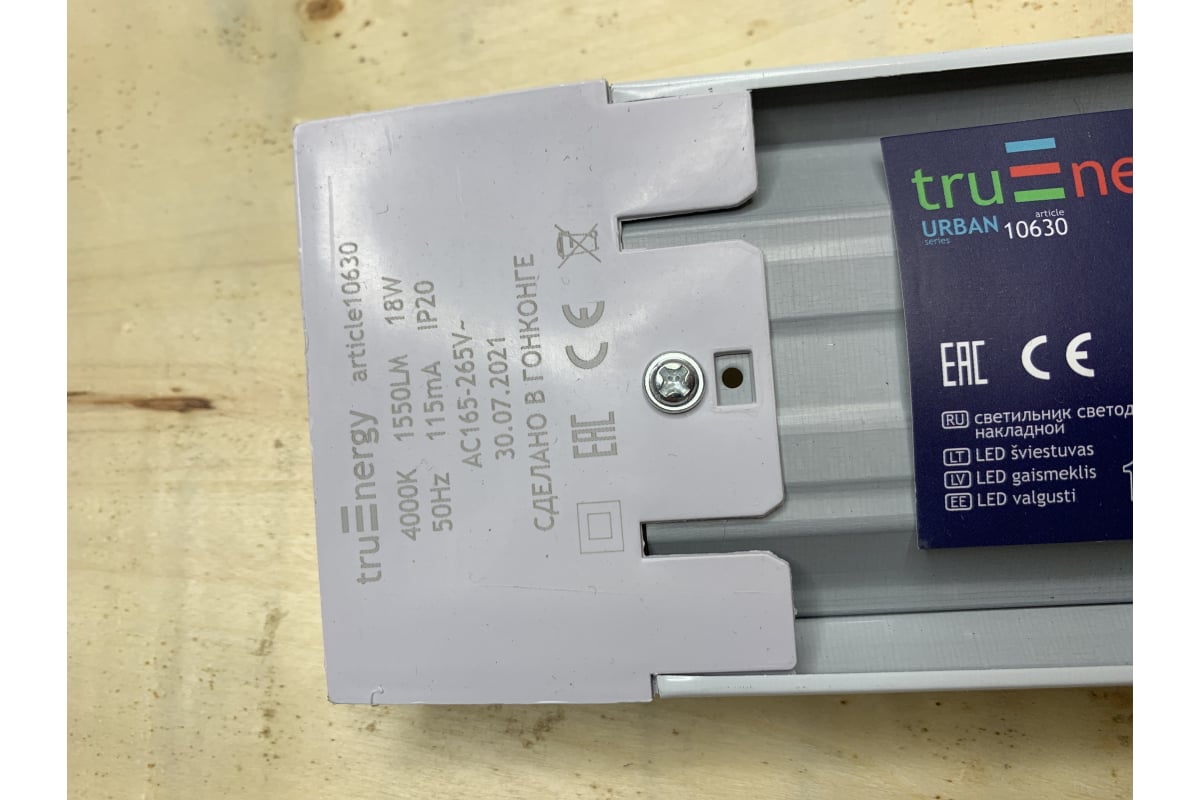 truEnergy article10630
4000K 1550LM 18W
50Hz 115mA IP20
AC165-265V~
30.07.2021
СДЕЛАНО В ГОНКОНГЕ
EAC CE
truEne
URBAN article
series 10630
EAC CE
RU светильник светод
накладной
LT LED šviestuvas
LV LED gaismeklis
EE LED valgusti